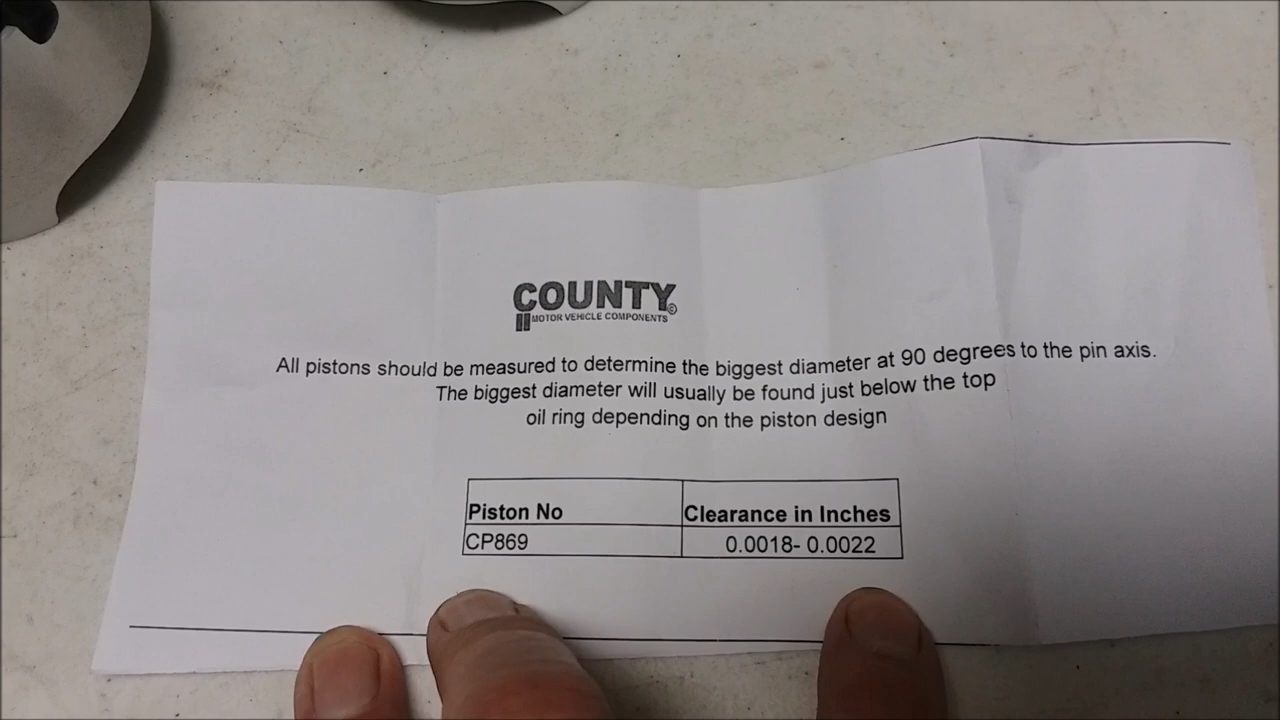 COUNTY©
MOTOR VEHICLE COMPONENTS
All pistons should be measured to determine the biggest diameter at 90 degrees to the pin axis.
The biggest diameter will usually be found just below the top
oil ring depending on the piston design
Piston No Clearance in Inches
CP869 0.0018- 0.0022